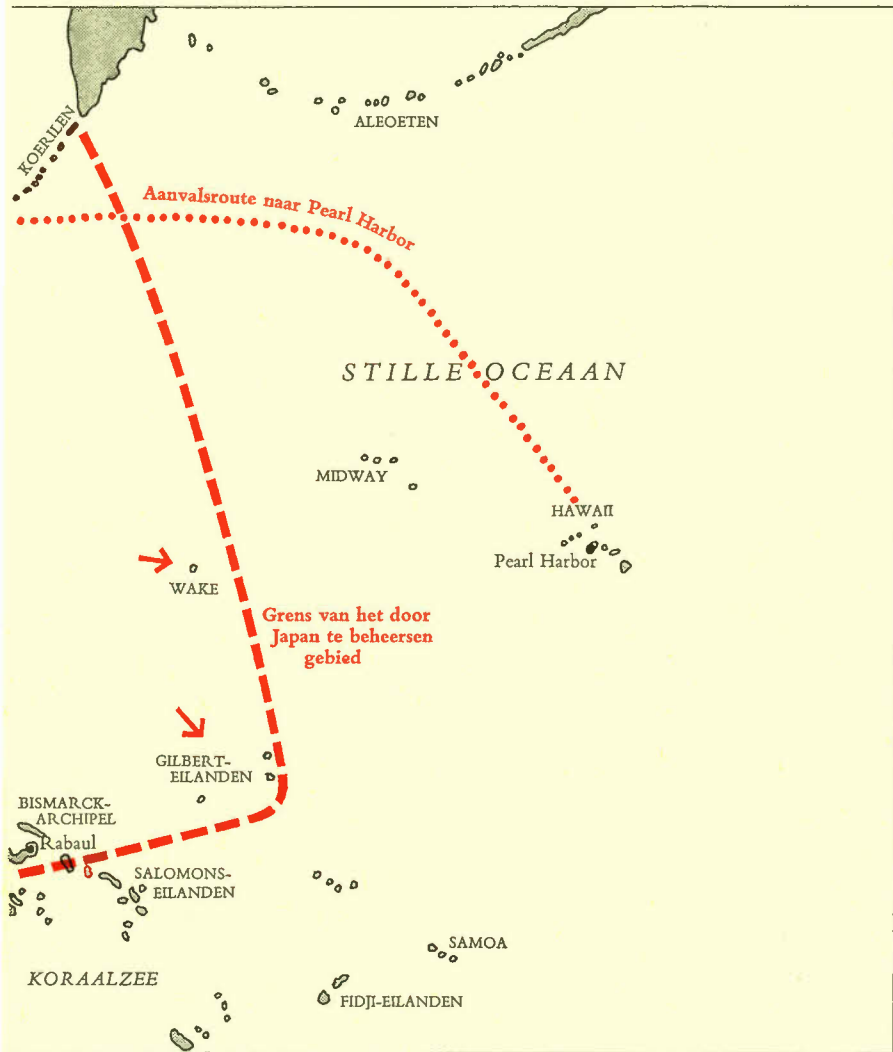 KOERILEN
ALEOETEN
Aanvalsroute naar Pearl Harbor
STILLE OCEAAN
MIDWAY
HAWAII
Pearl Harbor
WAKE
Grens van het door
Japan te beheersen
gebied
GILBERT-
EILANDEN
BISMARCK-
ARCHIPEL
Rabaul
SALOMONS-
EILANDEN
SAMOA
KORAALZEE
FIDJI-EILANDEN